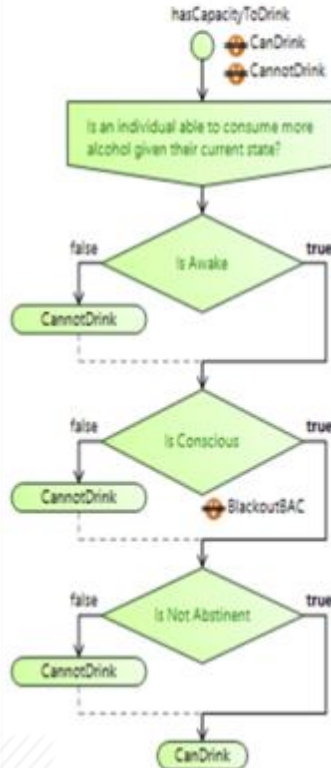 hasCapacityToDrink
CanDrink
CannotDrink
Is an individual able to consume more
alcohol given their current state?
false
true
Is Awake
CannotDrink
false
true
Is Conscious
CannotDrink
BlackoutBAC
false
true
Is Not Abstinent
CannotDrink
CanDrink